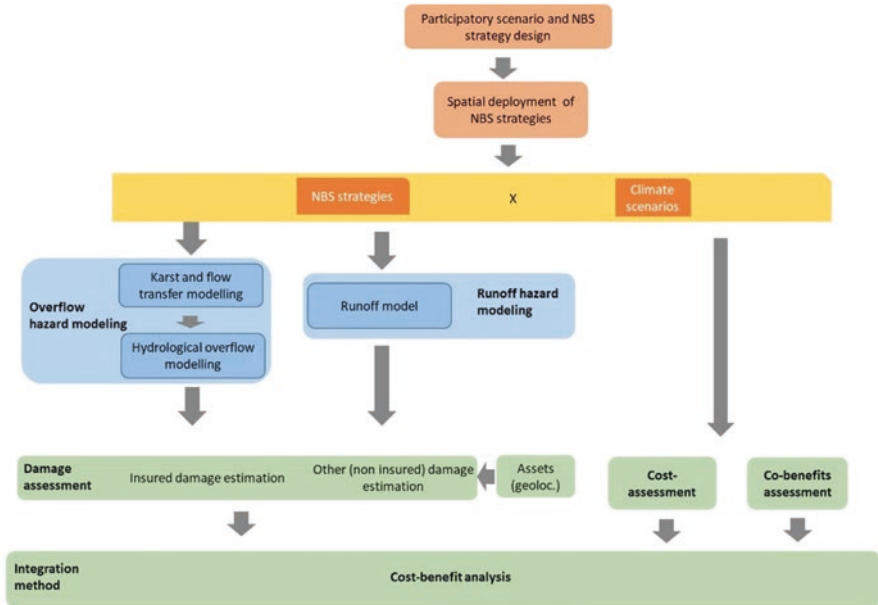 Participatory scenario and NBS
strategy design
Spatial deployment of
NBS strategies
NBS strategies
X
Climate
scenarios
Overflow
hazard modeling
Karst and flow
transfer modelling
Hydrological overflow
modelling
Runoff model
Runoff hazard
modeling
Damage
assessment
Insured damage estimation
Other (non insured) damage
estimation
Assets
(geoloc.)
Cost-
assessment
Co-benefits
assessment
Integration
method
Cost-benefit analysis